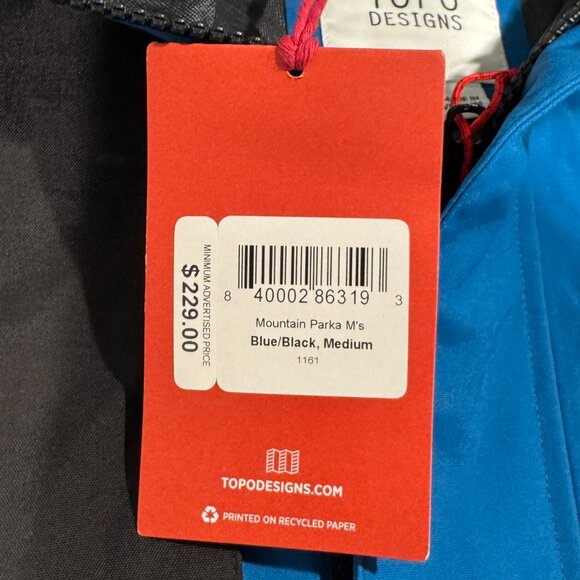 TOPO
DESIGNS
MINIMUM ADVERTISED PRICE
$229.00
8 40002 86319 3
Mountain Parka M's
Blue/Black, Medium
1161
TOPODESIGNS.COM
PRINTED ON RECYCLED PAPER